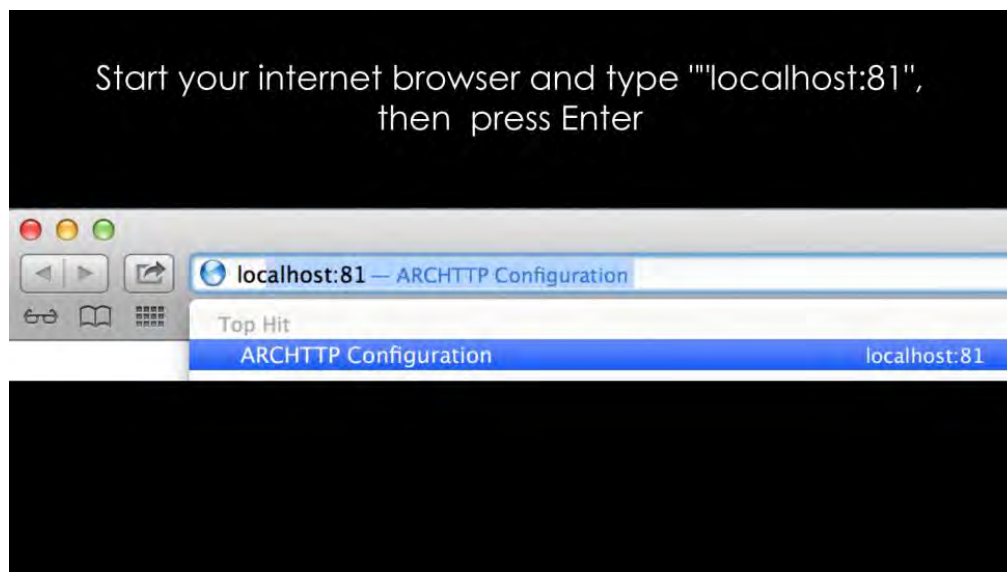 Start your internet browser and type ""localhost:81",
then press Enter
localhost:81 — ARCHTTP Configuration
Top Hit
ARCHTTP Configuration localhost:81